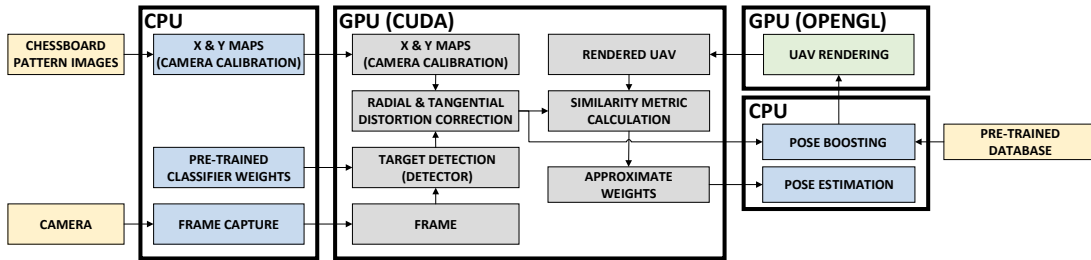 CPU
GPU (CUDA)
GPU (OPENGL)
CHESSBOARD
PATTERN IMAGES
X & Y MAPS
(CAMERA CALIBRATION)
X & Y MAPS
(CAMERA CALIBRATION)
RENDERED UAV
UAV RENDERING
RADIAL & TANGENTIAL
DISTORTION CORRECTION
SIMILARITY METRIC
CALCULATION
CPU
POSE BOOSTING
PRE-TRAINED
DATABASE
PRE-TRAINED
CLASSIFIER WEIGHTS
TARGET DETECTION
(DETECTOR)
APPROXIMATE
WEIGHTS
POSE ESTIMATION
CAMERA
FRAME CAPTURE
FRAME